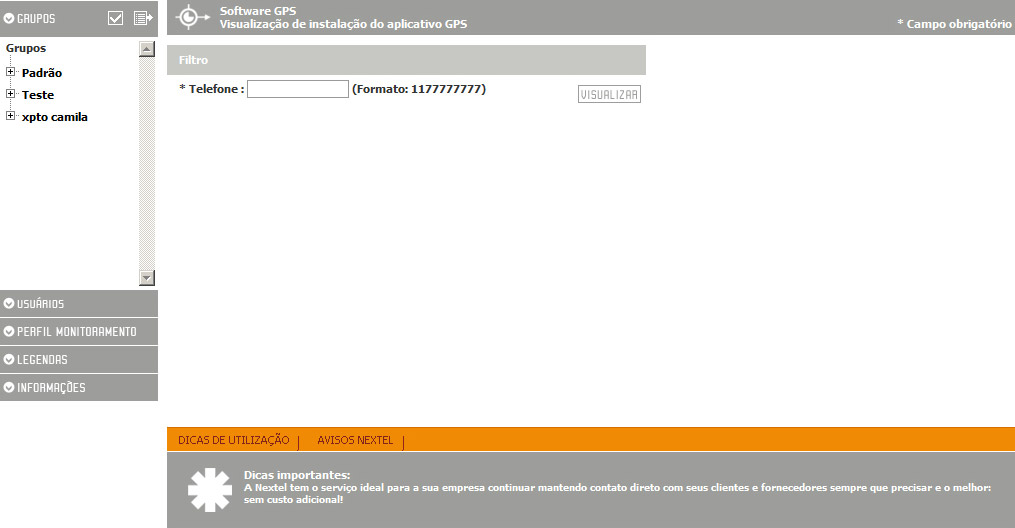 GRUPOS
Grupos
Padrão
Teste
xpto camila
USUÁRIOS
PERFIL MONITORAMENTO
LEGENDAS
INFORMAÇÕES
Software GPS
Visualização de instalação do aplicativo GPS
* Campo obrigatório
Filtro
* Telefone : (Formato: 1177777777)
VISUALIZAR
DICAS DE UTILIZAÇÃO | AVISOS NEXTEL |
Dicas importantes:
A Nextel tem o serviço ideal para a sua empresa continuar mantendo contato direto com seus clientes e fornecedores sempre que precisar e o melhor:
sem custo adicional!